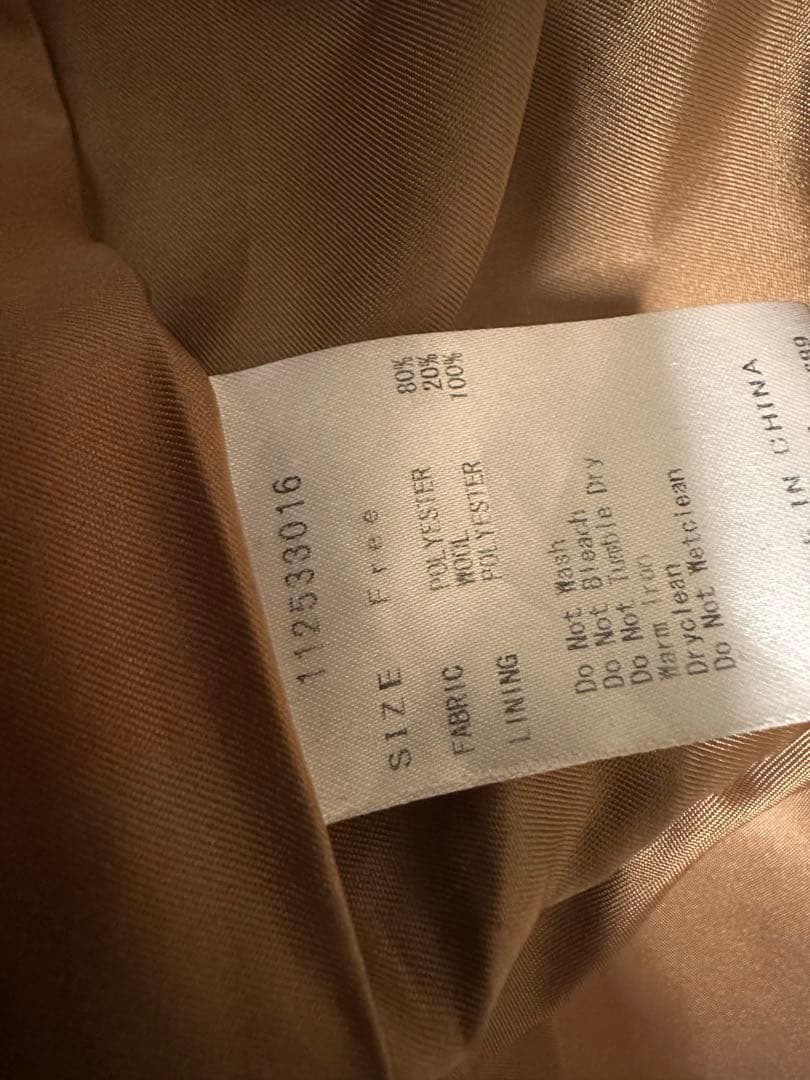 112533016
SIZE Free
FABRIC POLYESTER 80%
WOOL 20%
LINING POLYESTER 100%
Do Not Wash
Do Not Bleach
Do Not Tumble Dry
Do Not Iron
Warm Iron
Dryclean
Do Not Wetclean
IN CHINA